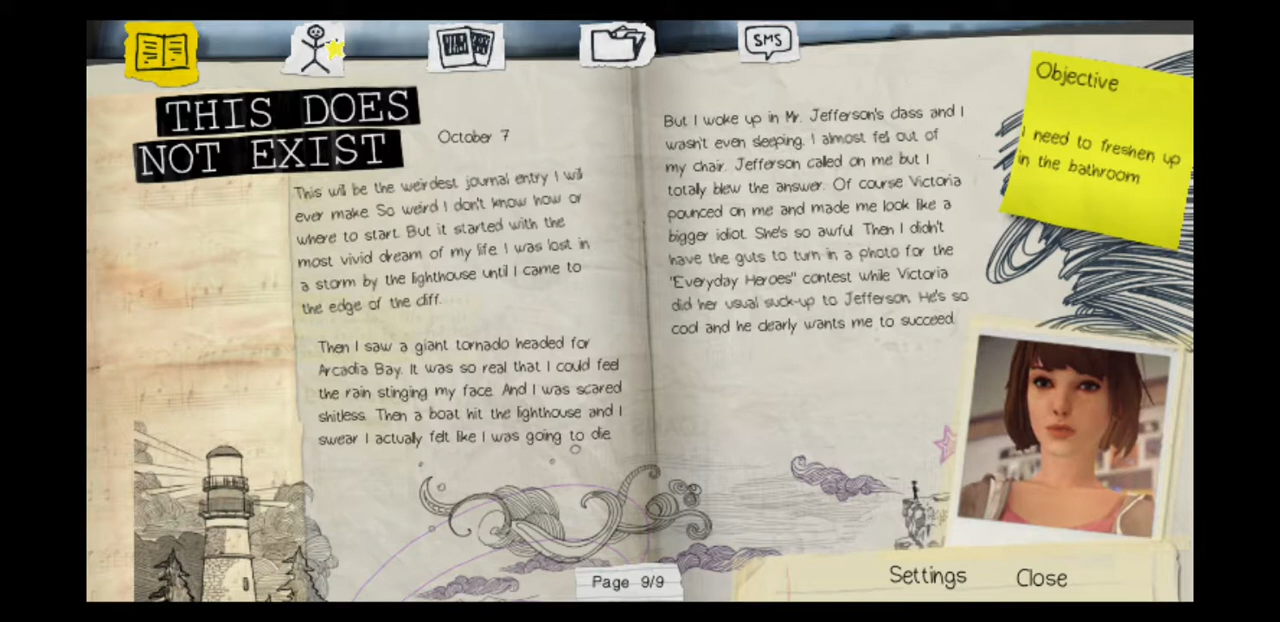 SMS
THIS DOES
NOT EXIST
October 7
This will be the weirdest journal entry I will
ever make. So weird I don't know how or
where to start. But it started with the
most vivid dream of my life. I was lost in
a storm by the lighthouse until I came to
the edge of the cliff.
Then I saw a giant tornado headed for
Arcadia Bay. It was so real that I could feel
the rain stinging my face. And I was scared
shitless. Then a boat hit the lighthouse and I
swear I actually felt like I was going to die.
But I woke up in Mr. Jefferson's class and I
wasn't even sleeping. I almost fell out of
my chair. Jefferson called on me but I
totally blew the answer. Of course Victoria
pounced on me and made me look like a
bigger idiot. She's so awful. Then I didn't
have the guts to turn in a photo for the
"Everyday Heroes" contest while Victoria
did her usual suck-up to Jefferson. He's so
cool and he clearly wants me to succeed.
Objective
I need to freshen up
in the bathroom
Page 9/9
Settings
Close